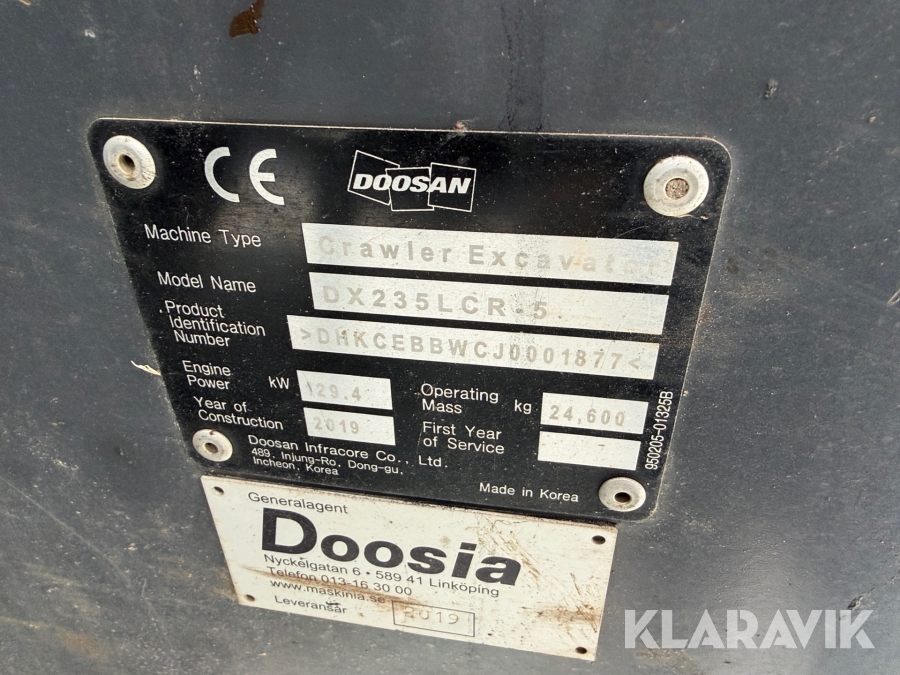 CE
DOOSAN
Machine Type Crawler Excavator
Model Name DX235LCR-5
Product Identification Number >DHKCEBBWCJ0001877<
Engine Power kW 129.4 Operating Mass kg 24,600
Year of Construction 2019 First Year of Service
Doosan Infracore Co., Ltd.
489, Injung-Ro, Dong-gu,
Incheon, Korea
Made in Korea
950205-01325B
Generalagent
Doosia
Nyckelgatan 6 • 589 41 Linköping
Telefon 013-16 30 00
www.maskinia.se
Leveransår 2019
KLARAVIK